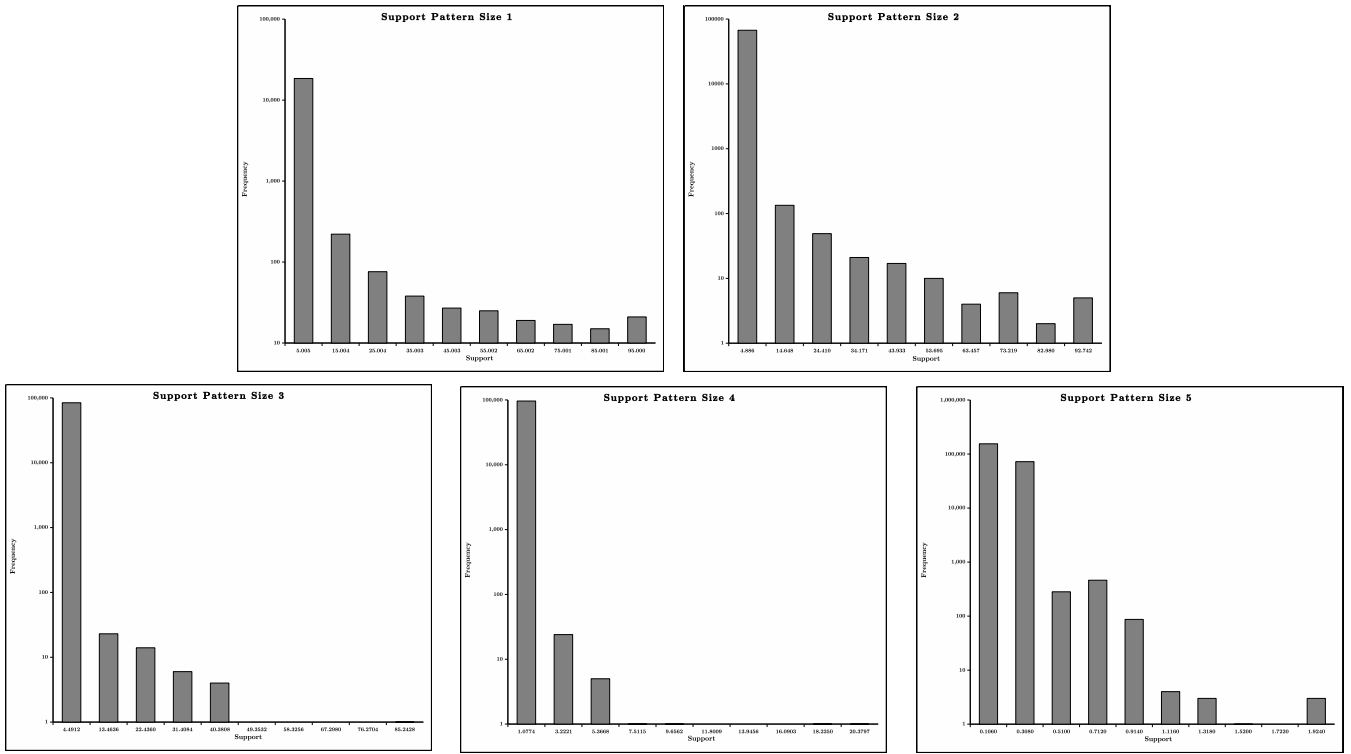 Support Pattern Size 1
100,000
10,000
1,000
100
10
Frequency
5.005 15.004 25.004 35.003 45.003 55.002 65.002 75.001 85.001 95.000
Support
Support Pattern Size 2
100000
10000
1000
100
10
1
Frequency
4.886 14.648 24.410 34.171 43.933 53.695 63.457 73.219 82.980 92.742
Support
Support Pattern Size 3
100,000
10,000
1,000
100
10
1
Frequency
4.4912 13.4636 22.4360 31.4084 40.3808 49.3532 58.3256 67.2980 76.2704 85.2428
Support
Support Pattern Size 4
100,000
10,000
1,000
100
10
1
Frequency
1.0774 3.2221 5.3668 7.5115 9.6562 11.8009 13.9456 16.0903 18.2350 20.3797
Support
Support Pattern Size 5
1,000,000
100,000
10,000
1,000
100
10
1
Frequency
0.1060 0.3080 0.5100 0.7120 0.9140 1.1160 1.3180 1.5200 1.7220 1.9240
Support